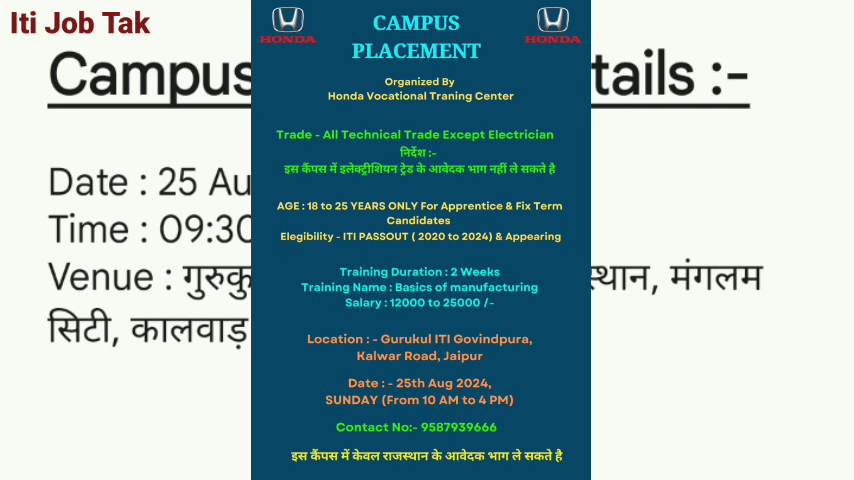 Iti Job Tak
HONDA
HONDA
CAMPUS
PLACEMENT
Organized By
Honda Vocational Traning Center
Trade - All Technical Trade Except Electrician
निर्देश :-
इस कैंपस में इलेक्ट्रीशियन ट्रेड के आवेदक भाग नहीं ले सकते है
AGE : 18 to 25 YEARS ONLY For Apprentice & Fix Term
Candidates
Elegibility - ITI PASSOUT ( 2020 to 2024) & Appearing
Training Duration : 2 Weeks
Training Name : Basics of manufacturing
Salary : 12000 to 25000 /-
Location : - Gurukul ITI Govindpura,
Kalwar Road, Jaipur
Date : - 25th Aug 2024,
SUNDAY (From 10 AM to 4 PM)
Contact No:- 9587939666
इस कैंपस में केवल राजस्थान के आवेदक भाग ले सकते है
Campus tails :-
Date : 25 Au
Time : 09:30
Venue : गुरुकु स्थान, मंगलम
सिटी, कालवाड़